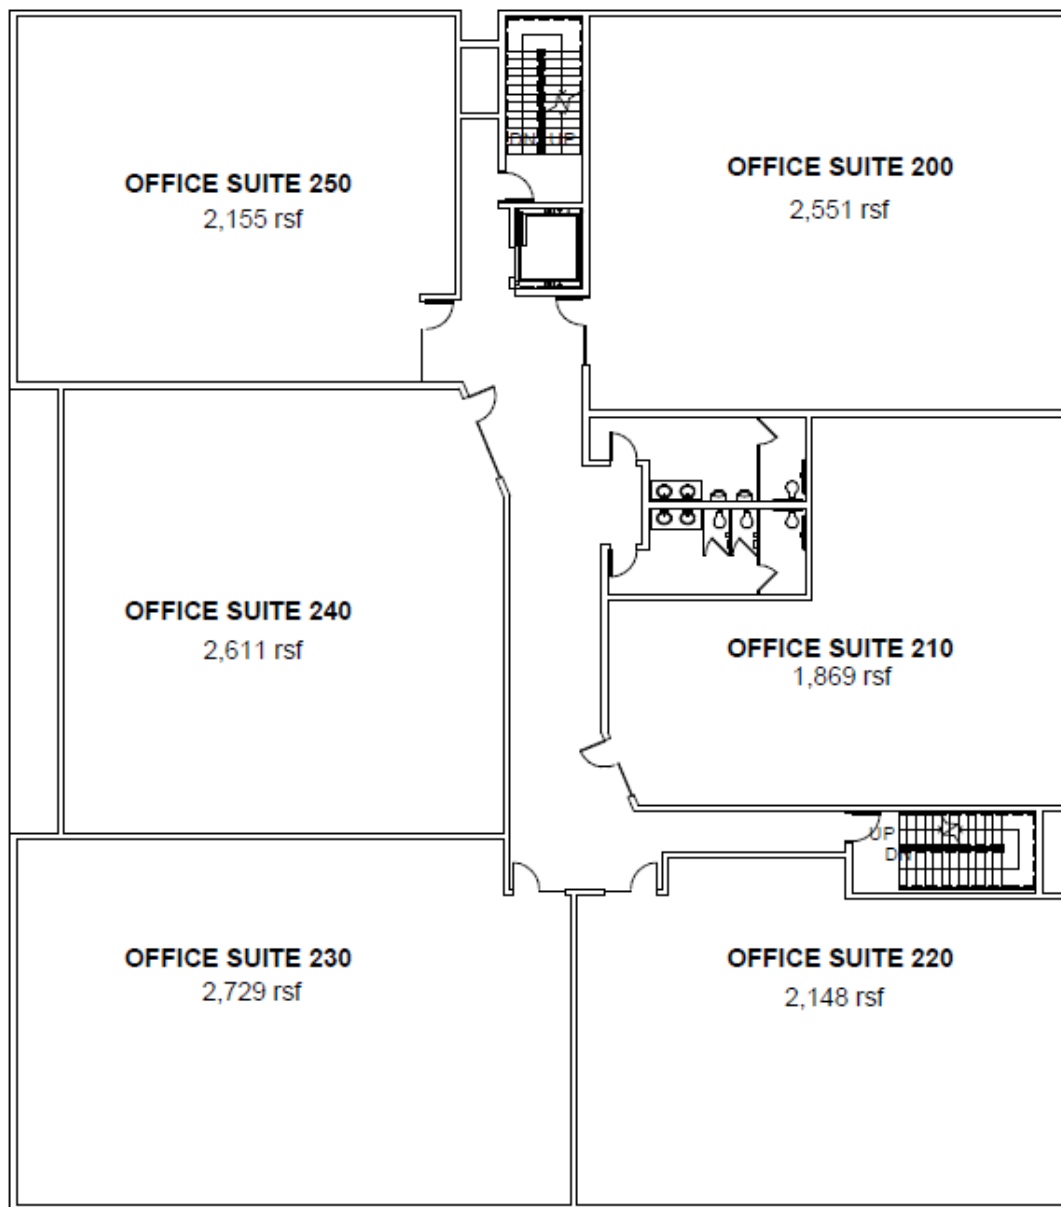 DN UP
OFFICE SUITE 250
2,155 rsf
OFFICE SUITE 200
2,551 rsf
OFFICE SUITE 240
2,611 rsf
OFFICE SUITE 210
1,869 rsf
UP
DN
OFFICE SUITE 230
2,729 rsf
OFFICE SUITE 220
2,148 rsf